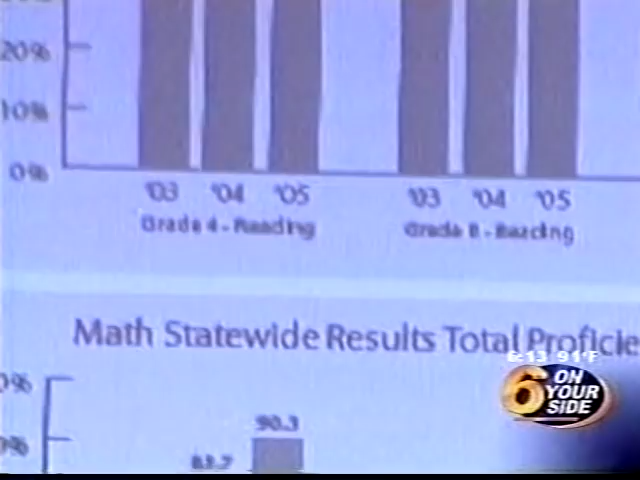 20%
10%
0%
'03 '04 '05 '03 '04 '05
Grade 4 - Reading Grade 8 - Reading
Math Statewide Results Total
6:13 91°F
6 ON YOUR SIDE
90.3